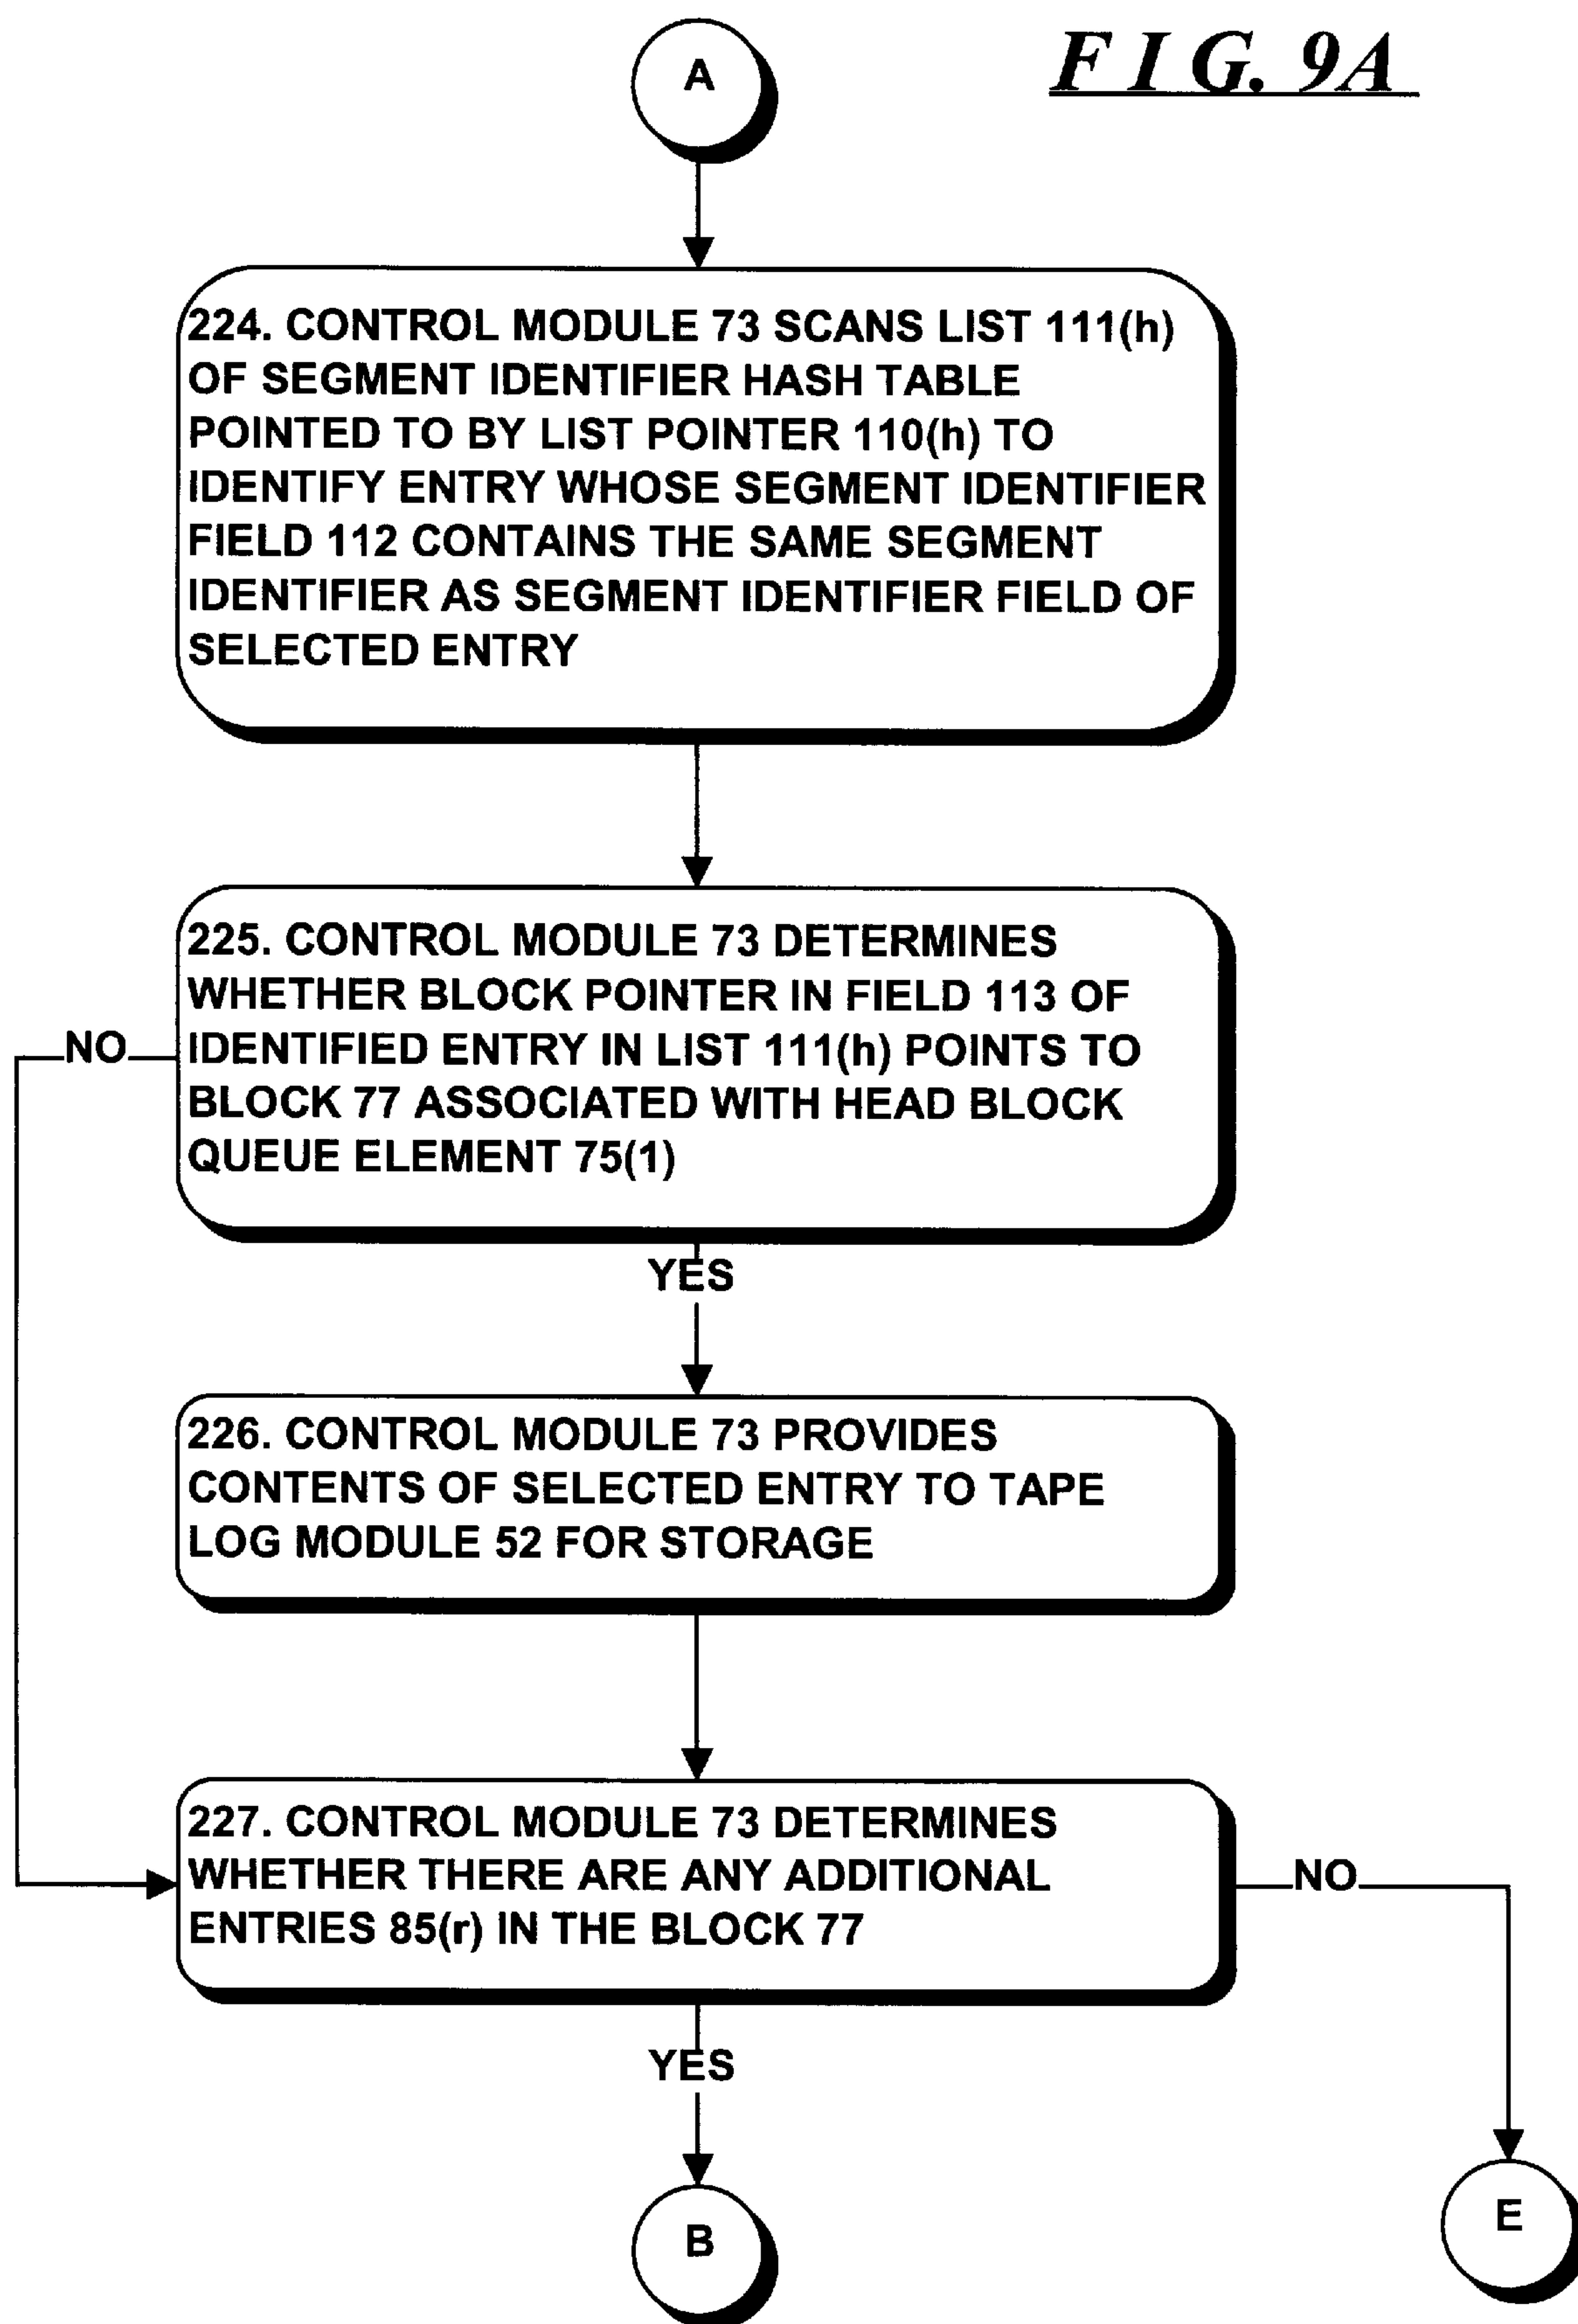 A
F I G. 9A
224. CONTROL MODULE 73 SCANS LIST 111(h)
OF SEGMENT IDENTIFIER HASH TABLE
POINTED TO BY LIST POINTER 110(h) TO
IDENTIFY ENTRY WHOSE SEGMENT IDENTIFIER
FIELD 112 CONTAINS THE SAME SEGMENT
IDENTIFIER AS SEGMENT IDENTIFIER FIELD OF
SELECTED ENTRY
225. CONTROL MODULE 73 DETERMINES
WHETHER BLOCK POINTER IN FIELD 113 OF
IDENTIFIED ENTRY IN LIST 111(h) POINTS TO
BLOCK 77 ASSOCIATED WITH HEAD BLOCK
QUEUE ELEMENT 75(1)
NO
YES
226. CONTROL MODULE 73 PROVIDES
CONTENTS OF SELECTED ENTRY TO TAPE
LOG MODULE 52 FOR STORAGE
227. CONTROL MODULE 73 DETERMINES
WHETHER THERE ARE ANY ADDITIONAL
ENTRIES 85(r) IN THE BLOCK 77
NO
YES
B
E